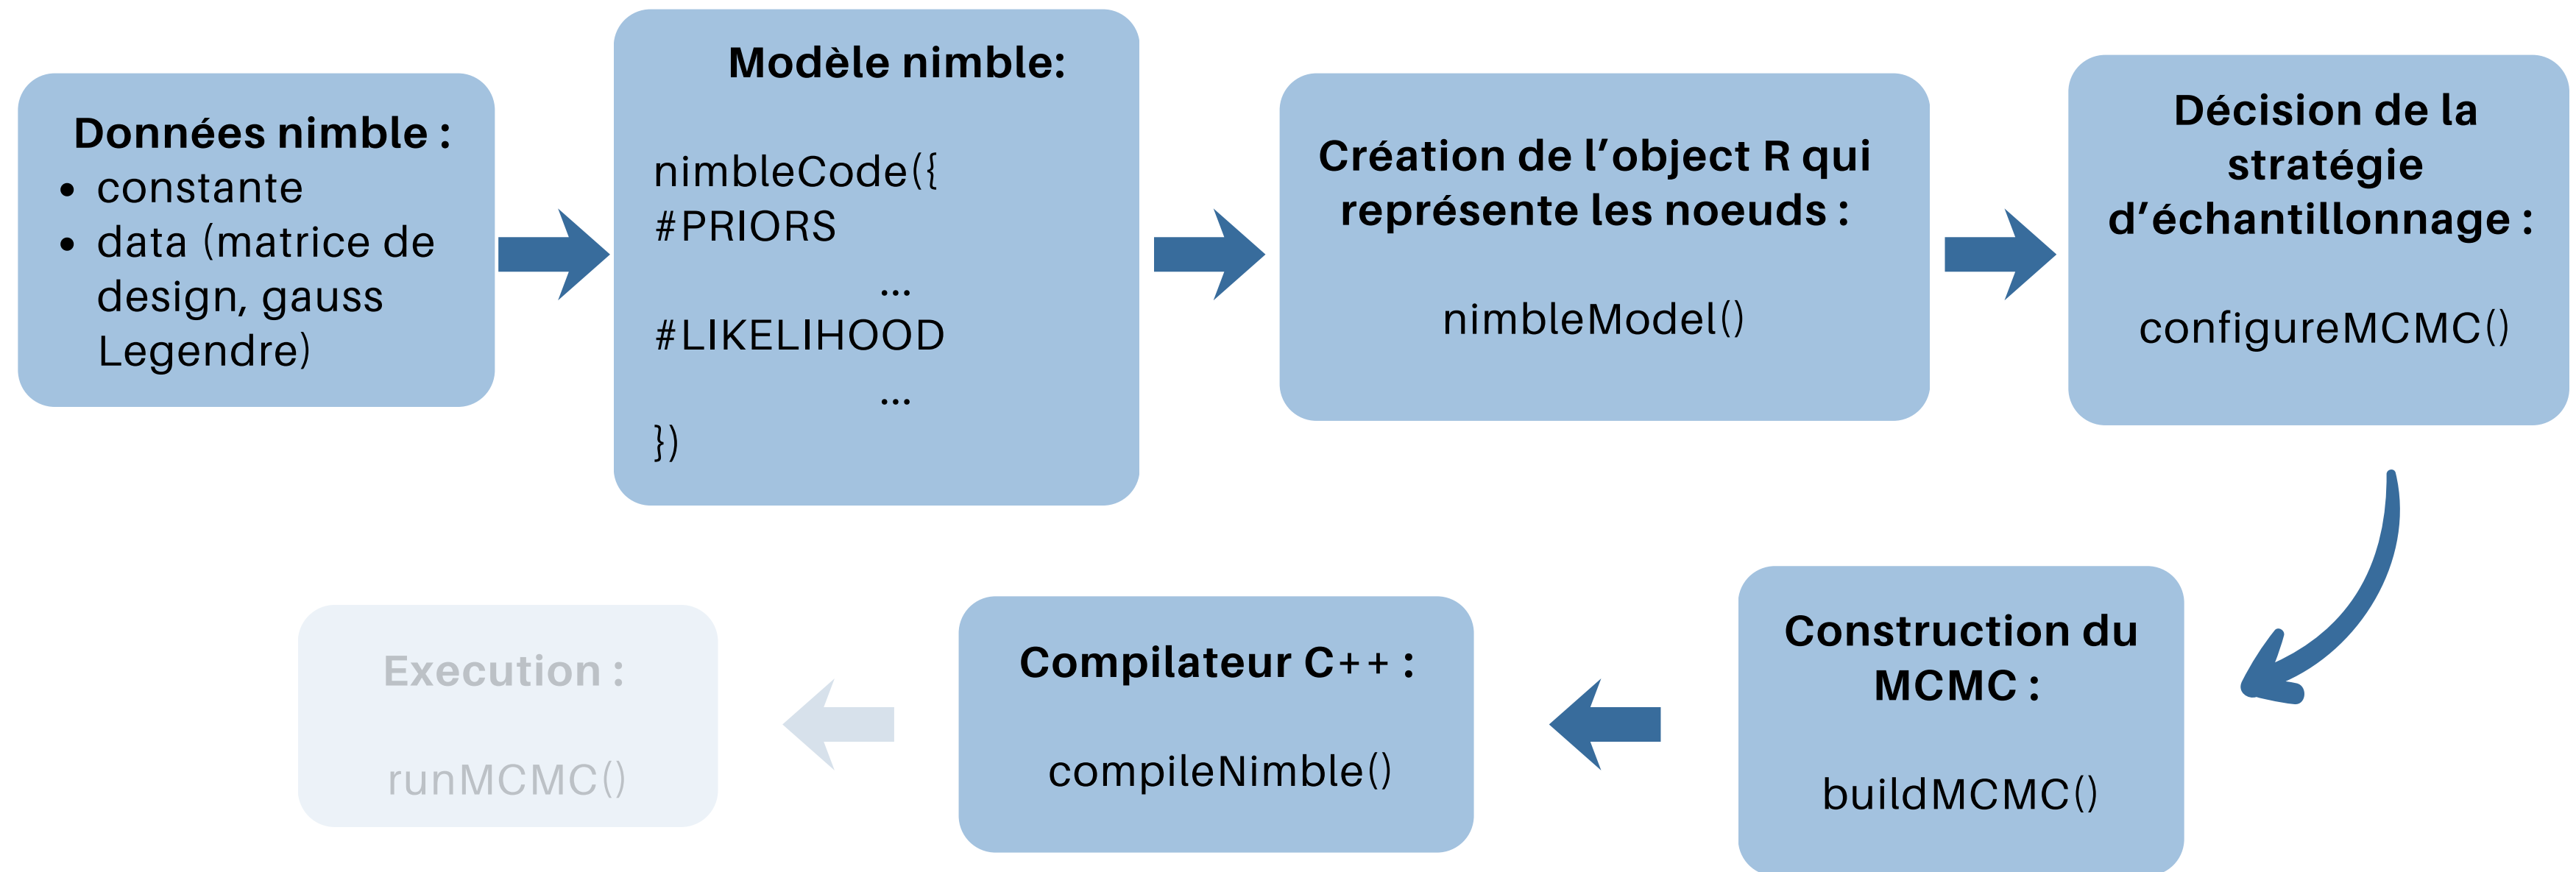 Données nimble :
• constante
• data (matrice de
design, gauss
Legendre)
Modèle nimble:
nimbleCode({
#PRIORS
...
#LIKELIHOOD
...
})
Création de l’object R qui
représente les noeuds :
nimbleModel()
Décision de la
stratégie
d’échantillonnage :
configureMCMC()
Construction du
MCMC :
buildMCMC()
Compilateur C++ :
compileNimble()
Execution :
runMCMC()